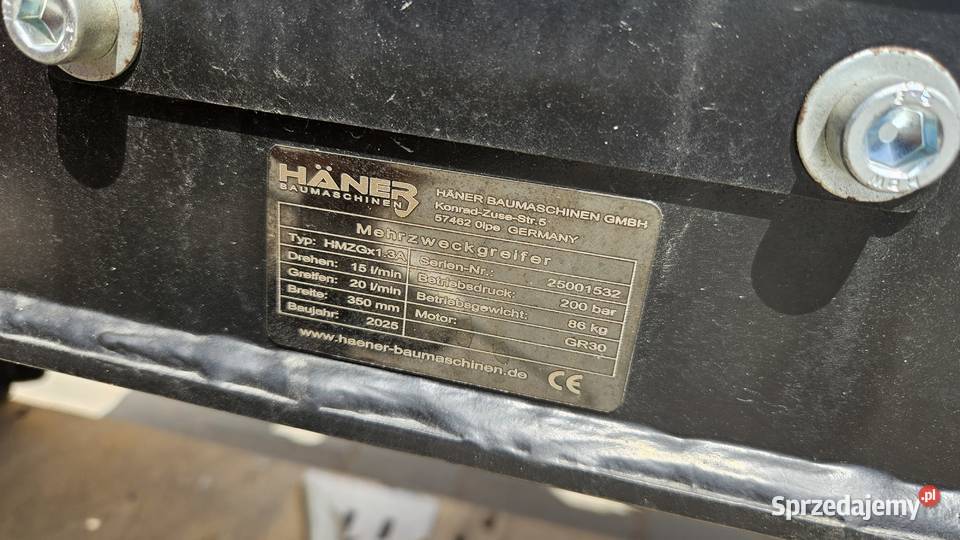 HÄNER
BAUMASCHINEN
HÄNER BAUMASCHINEN GMBH
Konrad-Zuse-Str.5
57462 Olpe GERMANY
Mehrzweckgreifer
Typ: HMZGx1.3A Serien-Nr.: 25001532
Drehen: 15 l/min Betriebsdruck: 200 bar
Greifen: 20 l/min Betriebsgewicht: 86 kg
Breite: 350 mm Motor: GR30
Baujahr: 2025
www.haener-baumaschinen.de CE
Sprzedajemy.pl